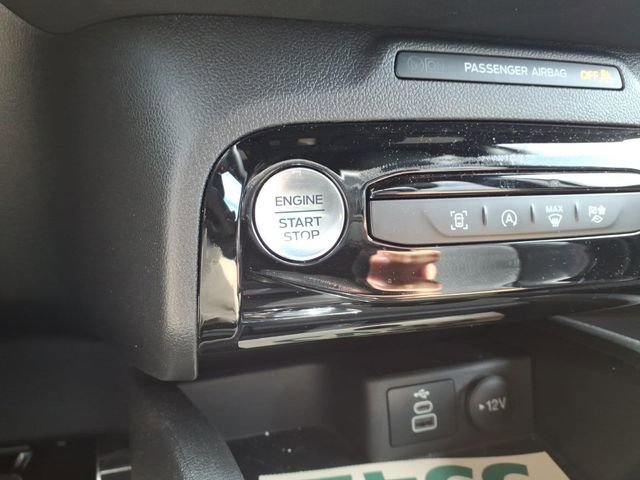 PASSENGER AIRBAG OFF
ENGINE
START
STOP
A
MAX
12V